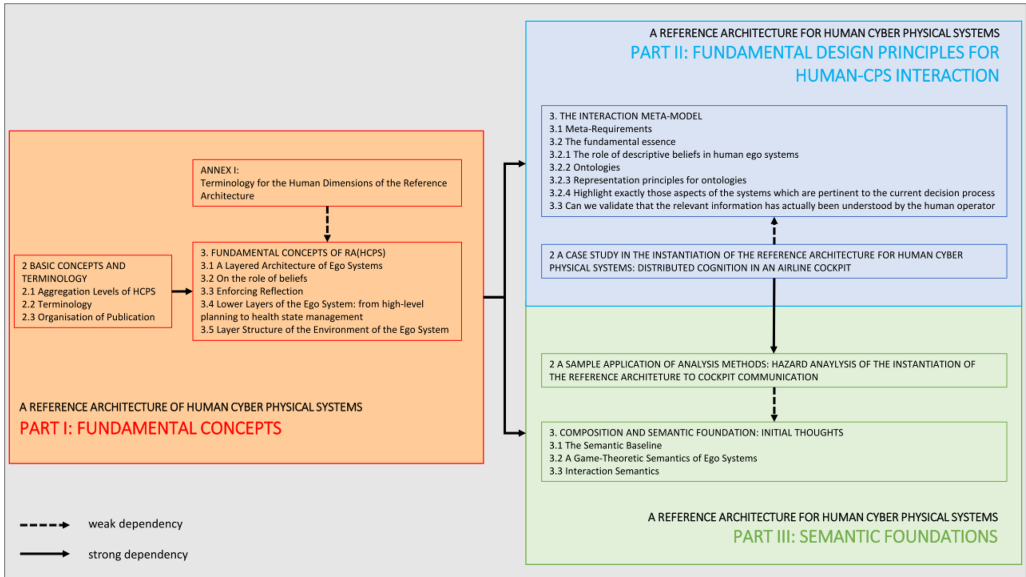 A REFERENCE ARCHITECTURE FOR HUMAN CYBER PHYSICAL SYSTEMS
PART II: FUNDAMENTAL DESIGN PRINCIPLES FOR
HUMAN-CPS INTERACTION
3. THE INTERACTION META-MODEL
3.1 Meta-Requirements
3.2 The fundamental essence
3.2.1 The role of descriptive beliefs in human ego systems
3.2.2 Ontologies
3.2.3 Representation principles for ontologies
3.2.4 Highlight exactly those aspects of the systems which are pertinent to the current decision process
3.3 Can we validate that the relevant information has actually been understood by the human operator
2 A CASE STUDY IN THE INSTANTIATION OF THE REFERENCE ARCHITECTURE FOR HUMAN CYBER
PHYSICAL SYSTEMS: DISTRIBUTED COGNITION IN AN AIRLINE COCKPIT
ANNEX I:
Terminology for the Human Dimensions of the Reference
Architecture
2 BASIC CONCEPTS AND
TERMINOLOGY
2.1 Aggregation Levels of HCPS
2.2 Terminology
2.3 Organisation of Publication
3. FUNDAMENTAL CONCEPTS OF RA(HCPS)
3.1 A Layered Architecture of Ego Systems
3.2 On the role of beliefs
3.3 Enforcing Reflection
3.4 Lower Layers of the Ego System: from high-level
planning to health state management
3.5 Layer Structure of the Environment of the Ego System
A REFERENCE ARCHITECTURE OF HUMAN CYBER PHYSICAL SYSTEMS
PART I: FUNDAMENTAL CONCEPTS
2 A SAMPLE APPLICATION OF ANALYSIS METHODS: HAZARD ANAYLYSIS OF THE INSTANTIATION OF
THE REFERENCE ARCHITETURE TO COCKPIT COMMUNICATION
3. COMPOSITION AND SEMANTIC FOUNDATION: INITIAL THOUGHTS
3.1 The Semantic Baseline
3.2 A Game-Theoretic Semantics of Ego Systems
3.3 Interaction Semantics
A REFERENCE ARCHITECTURE FOR HUMAN CYBER PHYSICAL SYSTEMS
PART III: SEMANTIC FOUNDATIONS
weak dependency
strong dependency